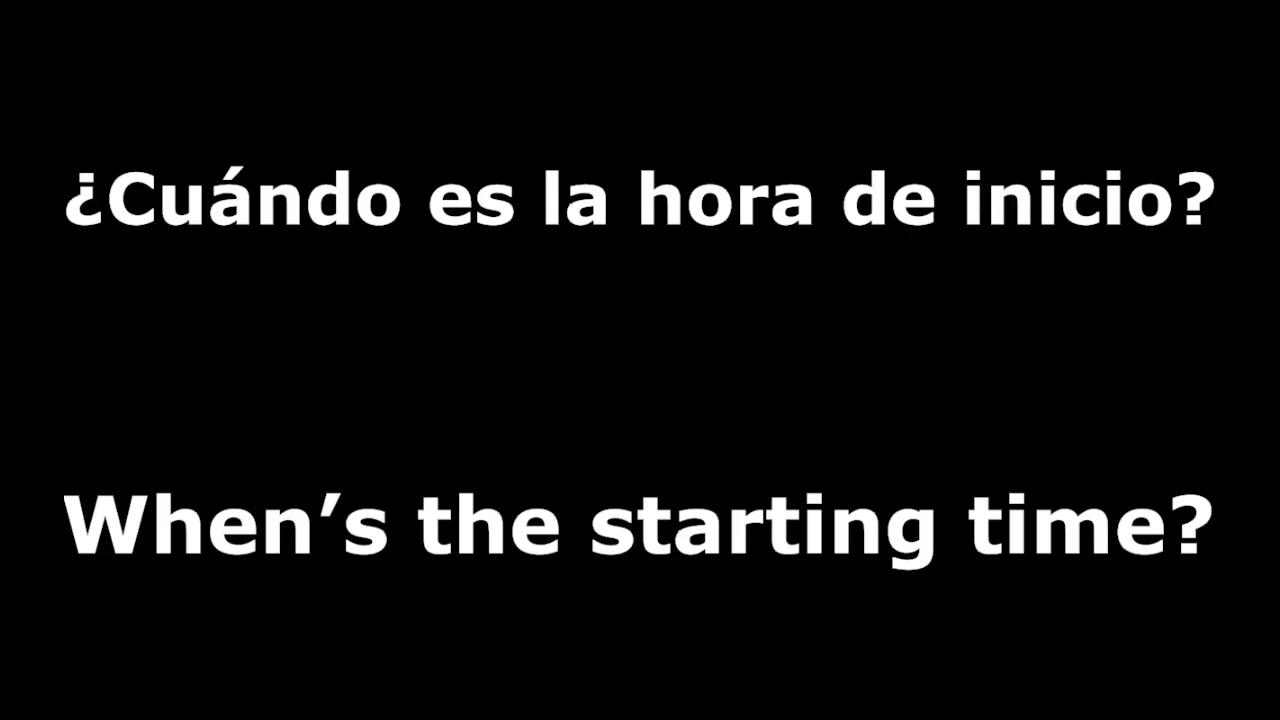 ¿Cuándo es la hora de inicio?
When’s the starting time?